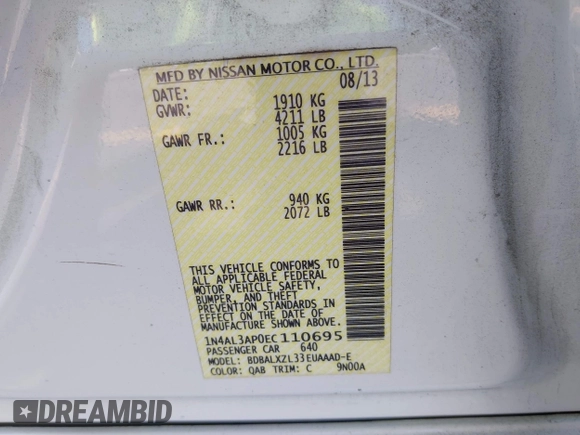 MFD BY NISSAN MOTOR CO., LTD.
DATE: 08/13
GVWR: 1910 KG
4211 LB
GAWR FR.: 1005 KG
2216 LB
GAWR RR.: 940 KG
2072 LB
THIS VEHICLE CONFORMS TO
ALL APPLICABLE FEDERAL
MOTOR VEHICLE SAFETY,
BUMPER, AND THEFT
PREVENTION STANDARDS IN
EFFECT ON THE DATE OF
MANUFACTURE SHOWN ABOVE.
1N4AL3AP0EC110695
PASSENGER CAR 640
MODEL: BDBALXZL33EUAAAD-E
COLOR: QAB TRIM: C 9N00A
DREAMBID